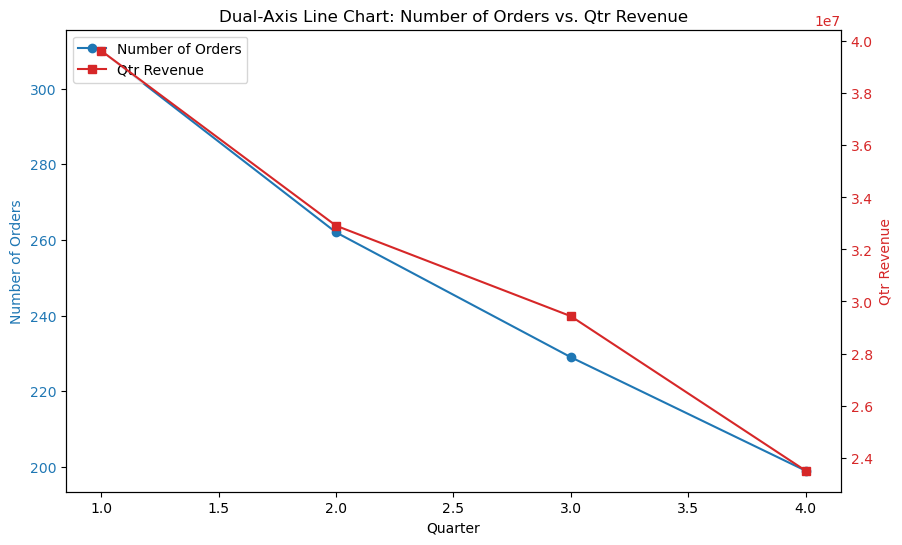 Dual-Axis Line Chart: Number of Orders vs. Qtr Revenue
1e7
Number of Orders
Qtr Revenue
300
280
260
240
220
200
Number of Orders
4.0
3.8
3.6
3.4
3.2
3.0
2.8
2.6
2.4
Qtr Revenue
1.0 1.5 2.0 2.5 3.0 3.5 4.0
Quarter